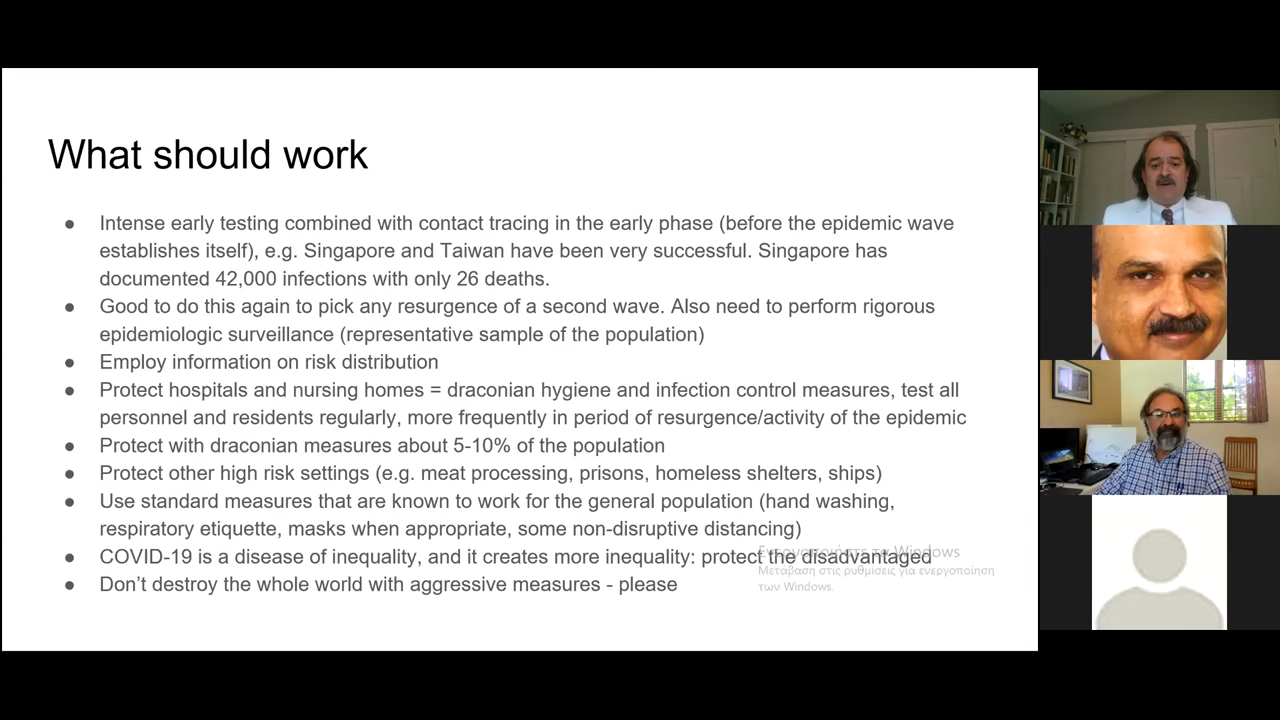 What should work
● Intense early testing combined with contact tracing in the early phase (before the epidemic wave
establishes itself), e.g. Singapore and Taiwan have been very successful. Singapore has
documented 42,000 infections with only 26 deaths.
● Good to do this again to pick any resurgence of a second wave. Also need to perform rigorous
epidemiologic surveillance (representative sample of the population)
● Employ information on risk distribution
● Protect hospitals and nursing homes = draconian hygiene and infection control measures, test all
personnel and residents regularly, more frequently in period of resurgence/activity of the epidemic
● Protect with draconian measures about 5-10% of the population
● Protect other high risk settings (e.g. meat processing, prisons, homeless shelters, ships)
● Use standard measures that are known to work for the general population (hand washing,
respiratory etiquette, masks when appropriate, some non-disruptive distancing)
● COVID-19 is a disease of inequality, and it creates more inequality: protect the disadvantaged
● Don’t destroy the whole world with aggressive measures - please
Ενεργοποιήστε τα Windows
Μετάβαση στις ρυθμίσεις για ενεργοποίηση
των Windows.